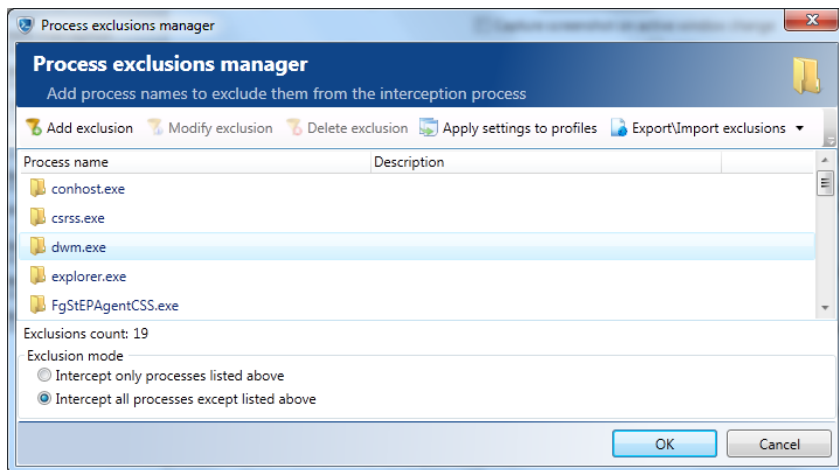 Process exclusions manager
Process exclusions manager
Add process names to exclude them from the interception process
Add exclusion Modify exclusion Delete exclusion Apply settings to profiles Export\Import exclusions
Process name Description
conhost.exe
csrss.exe
dwm.exe
explorer.exe
FgStEPAgentCSS.exe
Exclusions count: 19
Exclusion mode
Intercept only processes listed above
Intercept all processes except listed above
OK Cancel